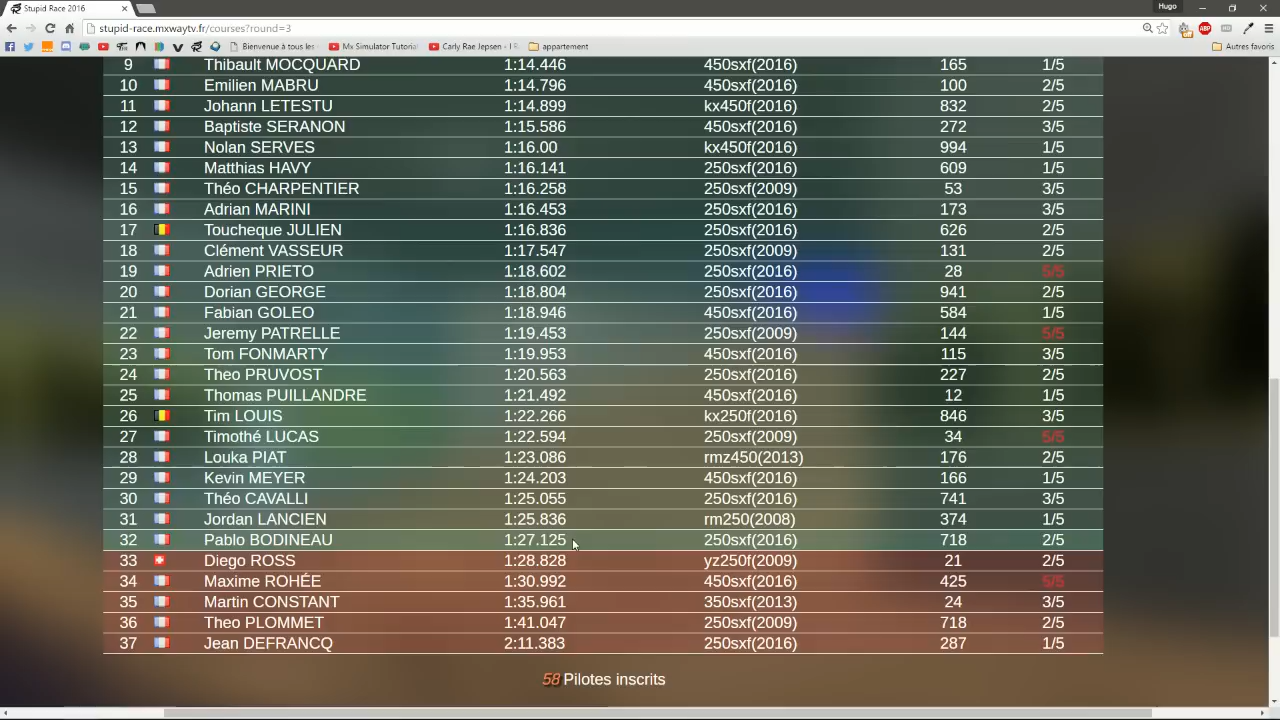 Stupid Race 2016
Hugo
stupid-race.mxwaytv.fr/courses?round=3
Bienvenue à tous les
Mx Simulator Tutorial
Carly Rae Jepsen - I R
appartement
Autres favoris
9 Thibault MOCQUARD 1:14.446 450sxf(2016) 165 1/5
10 Emilien MABRU 1:14.796 450sxf(2016) 100 2/5
11 Johann LETESTU 1:14.899 kx450f(2016) 832 2/5
12 Baptiste SERANON 1:15.586 450sxf(2016) 272 3/5
13 Nolan SERVES 1:16.00 kx450f(2016) 994 1/5
14 Matthias HAVY 1:16.141 250sxf(2016) 609 1/5
15 Théo CHARPENTIER 1:16.258 250sxf(2009) 53 3/5
16 Adrian MARINI 1:16.453 250sxf(2016) 173 3/5
17 Toucheque JULIEN 1:16.836 250sxf(2016) 626 2/5
18 Clément VASSEUR 1:17.547 250sxf(2009) 131 2/5
19 Adrien PRIETO 1:18.602 250sxf(2016) 28 5/5
20 Dorian GEORGE 1:18.804 250sxf(2016) 941 2/5
21 Fabian GOLEO 1:18.946 450sxf(2016) 584 1/5
22 Jeremy PATRELLE 1:19.453 250sxf(2009) 144 5/5
23 Tom FONMARTY 1:19.953 450sxf(2016) 115 3/5
24 Theo PRUVOST 1:20.563 250sxf(2016) 227 2/5
25 Thomas PUILLANDRE 1:21.492 450sxf(2016) 12 1/5
26 Tim LOUIS 1:22.266 kx250f(2016) 846 3/5
27 Timothé LUCAS 1:22.594 250sxf(2009) 34 5/5
28 Louka PIAT 1:23.086 rmz450(2013) 176 2/5
29 Kevin MEYER 1:24.203 450sxf(2016) 166 1/5
30 Théo CAVALLI 1:25.055 250sxf(2016) 741 3/5
31 Jordan LANCIEN 1:25.836 rm250(2008) 374 1/5
32 Pablo BODINEAU 1:27.125 250sxf(2016) 718 2/5
33 Diego ROSS 1:28.828 yz250f(2009) 21 2/5
34 Maxime ROHÉE 1:30.992 450sxf(2016) 425 5/5
35 Martin CONSTANT 1:35.961 350sxf(2013) 24 3/5
36 Theo PLOMMET 1:41.047 250sxf(2009) 718 2/5
37 Jean DEFRANCQ 2:11.383 250sxf(2016) 287 1/5
58 Pilotes inscrits